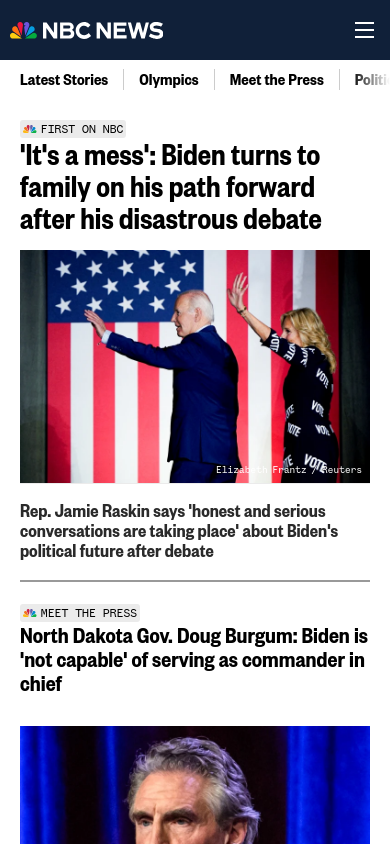 NBC NEWS
Latest Stories
Olympics
Meet the Press
FIRST ON NBC
'It's a mess': Biden turns to
family on his path forward
after his disastrous debate
VOTE
VOTE
VOTE
VOTE
Elizabeth Frantz / Reuters
Rep. Jamie Raskin says 'honest and serious
conversations are taking place' about Biden's
political future after debate
MEET THE PRESS
North Dakota Gov. Doug Burgum: Biden is
'not capable' of serving as commander in
chief